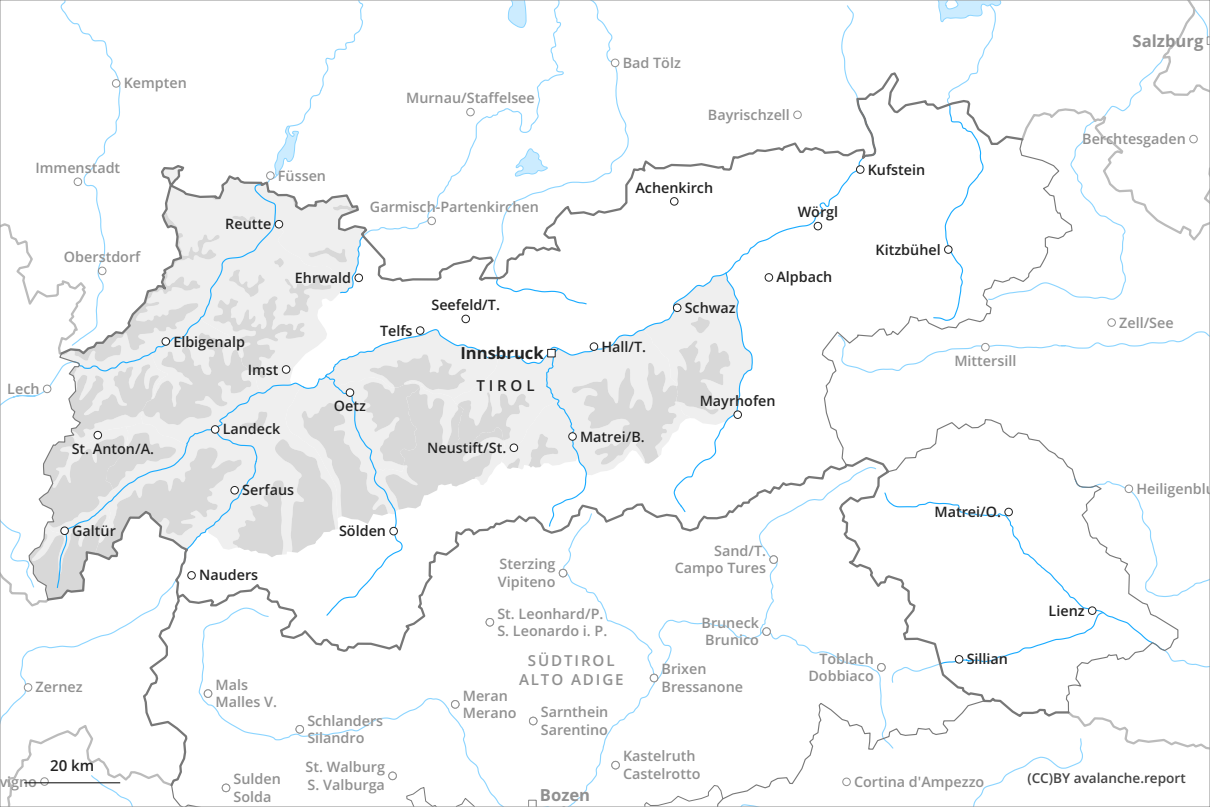 Salzburg
Bad Tölz
Kempten
Murnau/Staffelsee
Bayrischzell
Berchtesgaden
Immenstadt
Füssen
Kufstein
Achenkirch
Garmisch-Partenkirchen
Wörgl
Reutte
Kitzbühel
Oberstdorf
Ehrwald
Alpbach
Seefeld/T.
Schwaz
Zell/See
Telfs
Elbigenalp
Innsbruck
Hall/T.
Mittersill
Imst
TIROL
Lech
Oetz
Mayrhofen
Landeck
Matrei/B.
St. Anton/A.
Neustift/St.
Serfaus
Heiligenblu
Matrei/O.
Galtür
Sölden
Sand/T.
Campo Tures
Sterzing
Vipiteno
Nauders
Lienz
St. Leonhard/P.
S. Leonardo i. P.
Bruneck
Brunico
SÜDTIROL
ALTO ADIGE
Sillian
Toblach
Dobbiaco
Brixen
Bressanone
Zernez
Mals
Malles V.
Meran
Merano
Sarnthein
Sarentino
Schlanders
Silandro
Kastelruth
Castelrotto
20 km
St. Walburg
S. Valburga
vigno
Sulden
Solda
Cortina d'Ampezzo
(CC)BY avalanche.report
Bozen